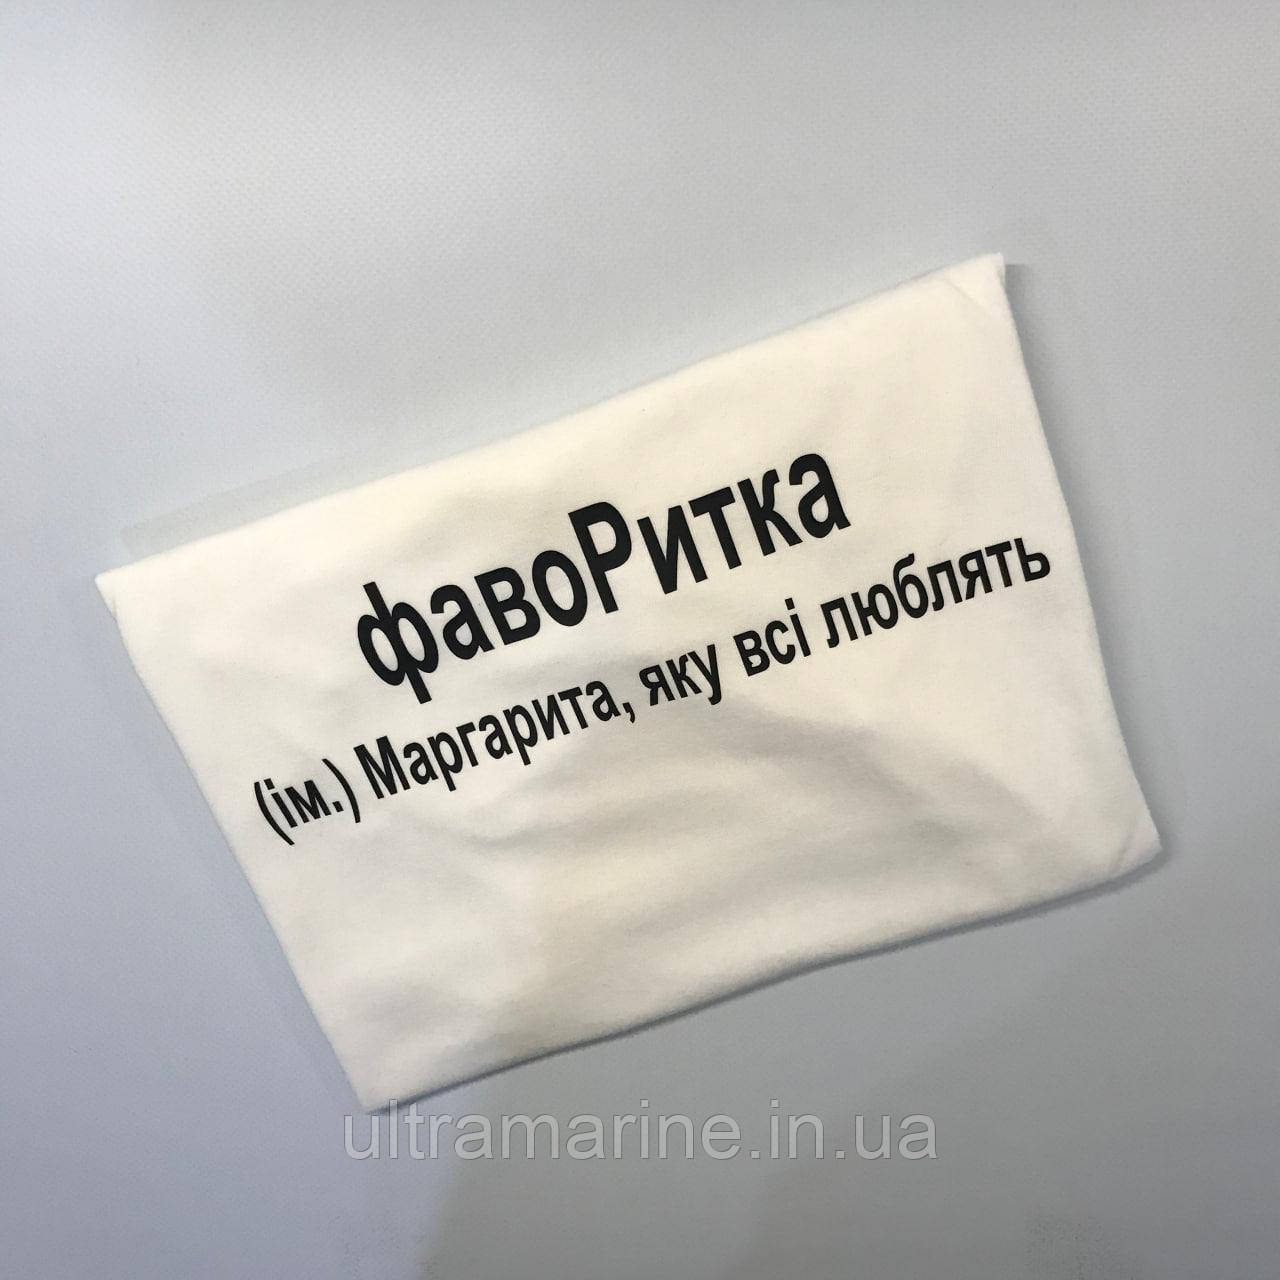 фавоРитка
(ім.) Маргарита, яку всі люблять
ultramarine.in.ua